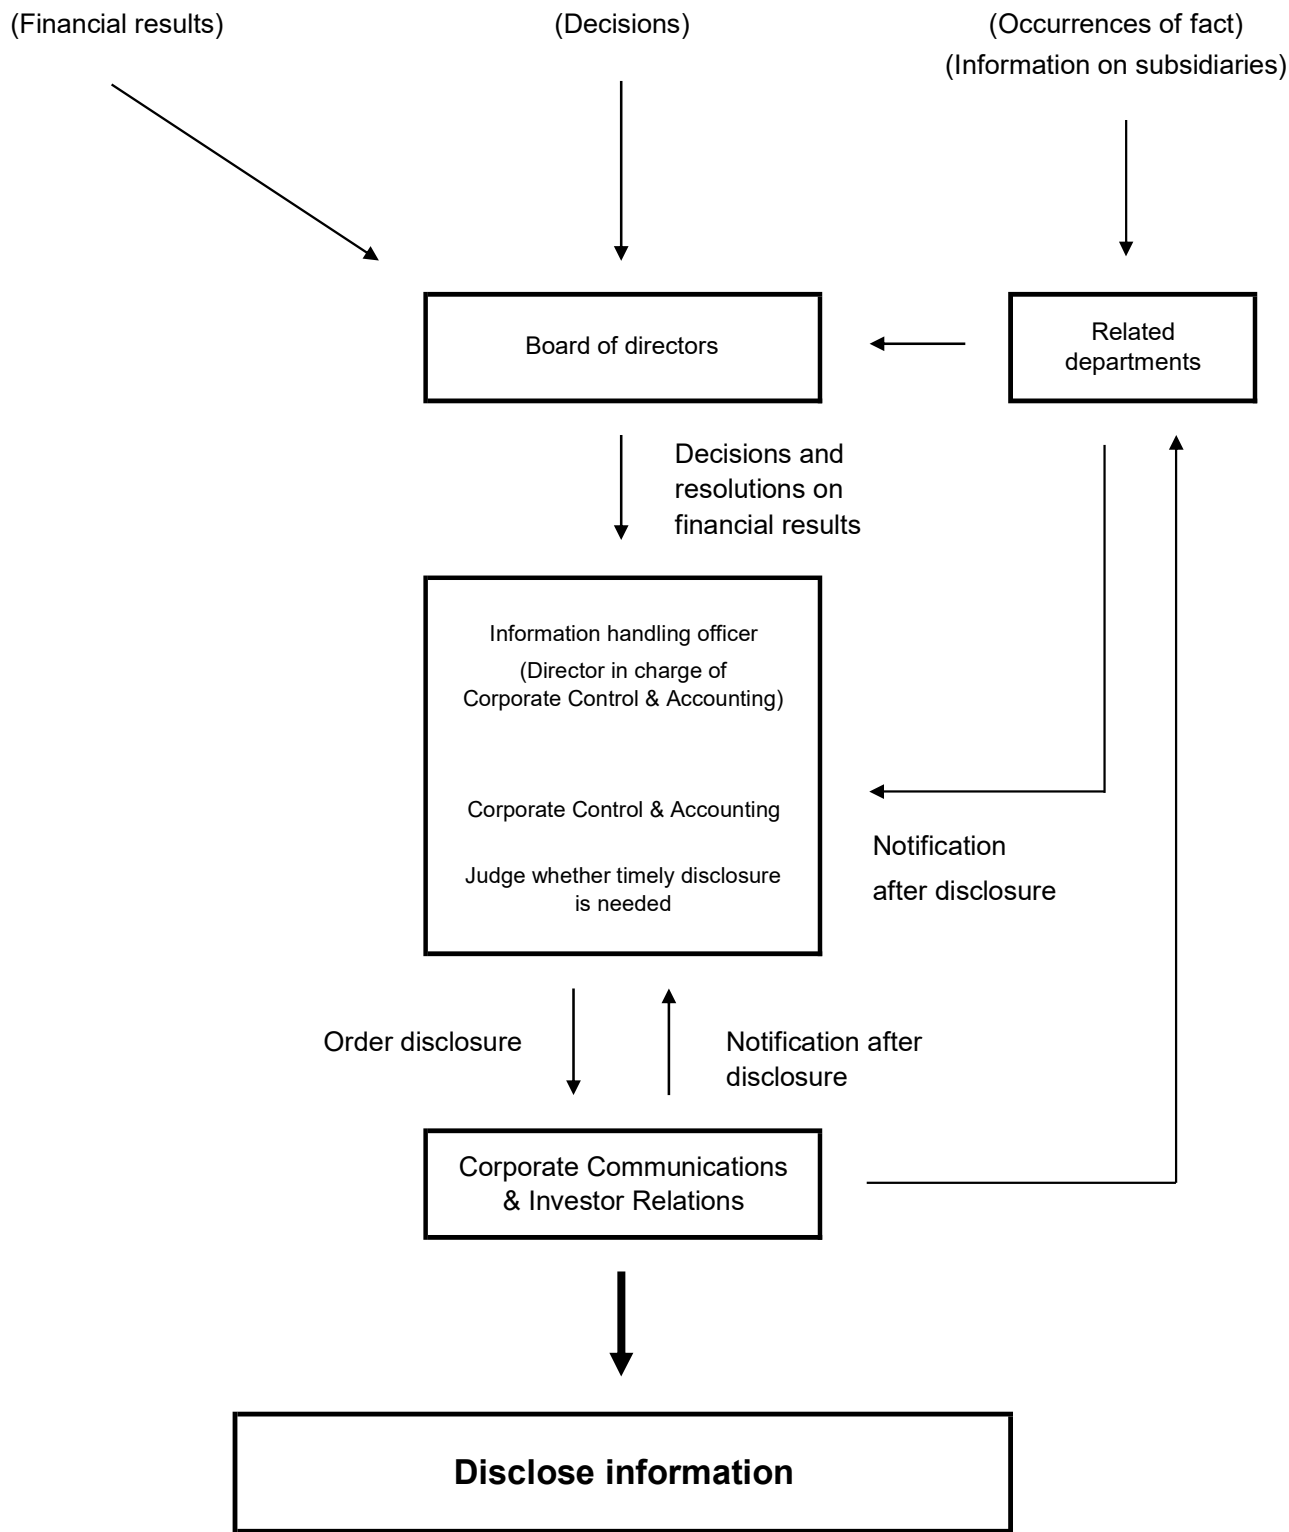 (Financial results)
(Decisions)
(Occurrences of fact)
(Information on subsidiaries)
Board of directors
Related
departments
Decisions and
resolutions on
financial results
Information handling officer
(Director in charge of
Corporate Control & Accounting)
Corporate Control & Accounting
Judge whether timely disclosure
is needed
Notification
after disclosure
Order disclosure
Notification after
disclosure
Corporate Communications
& Investor Relations
Disclose information